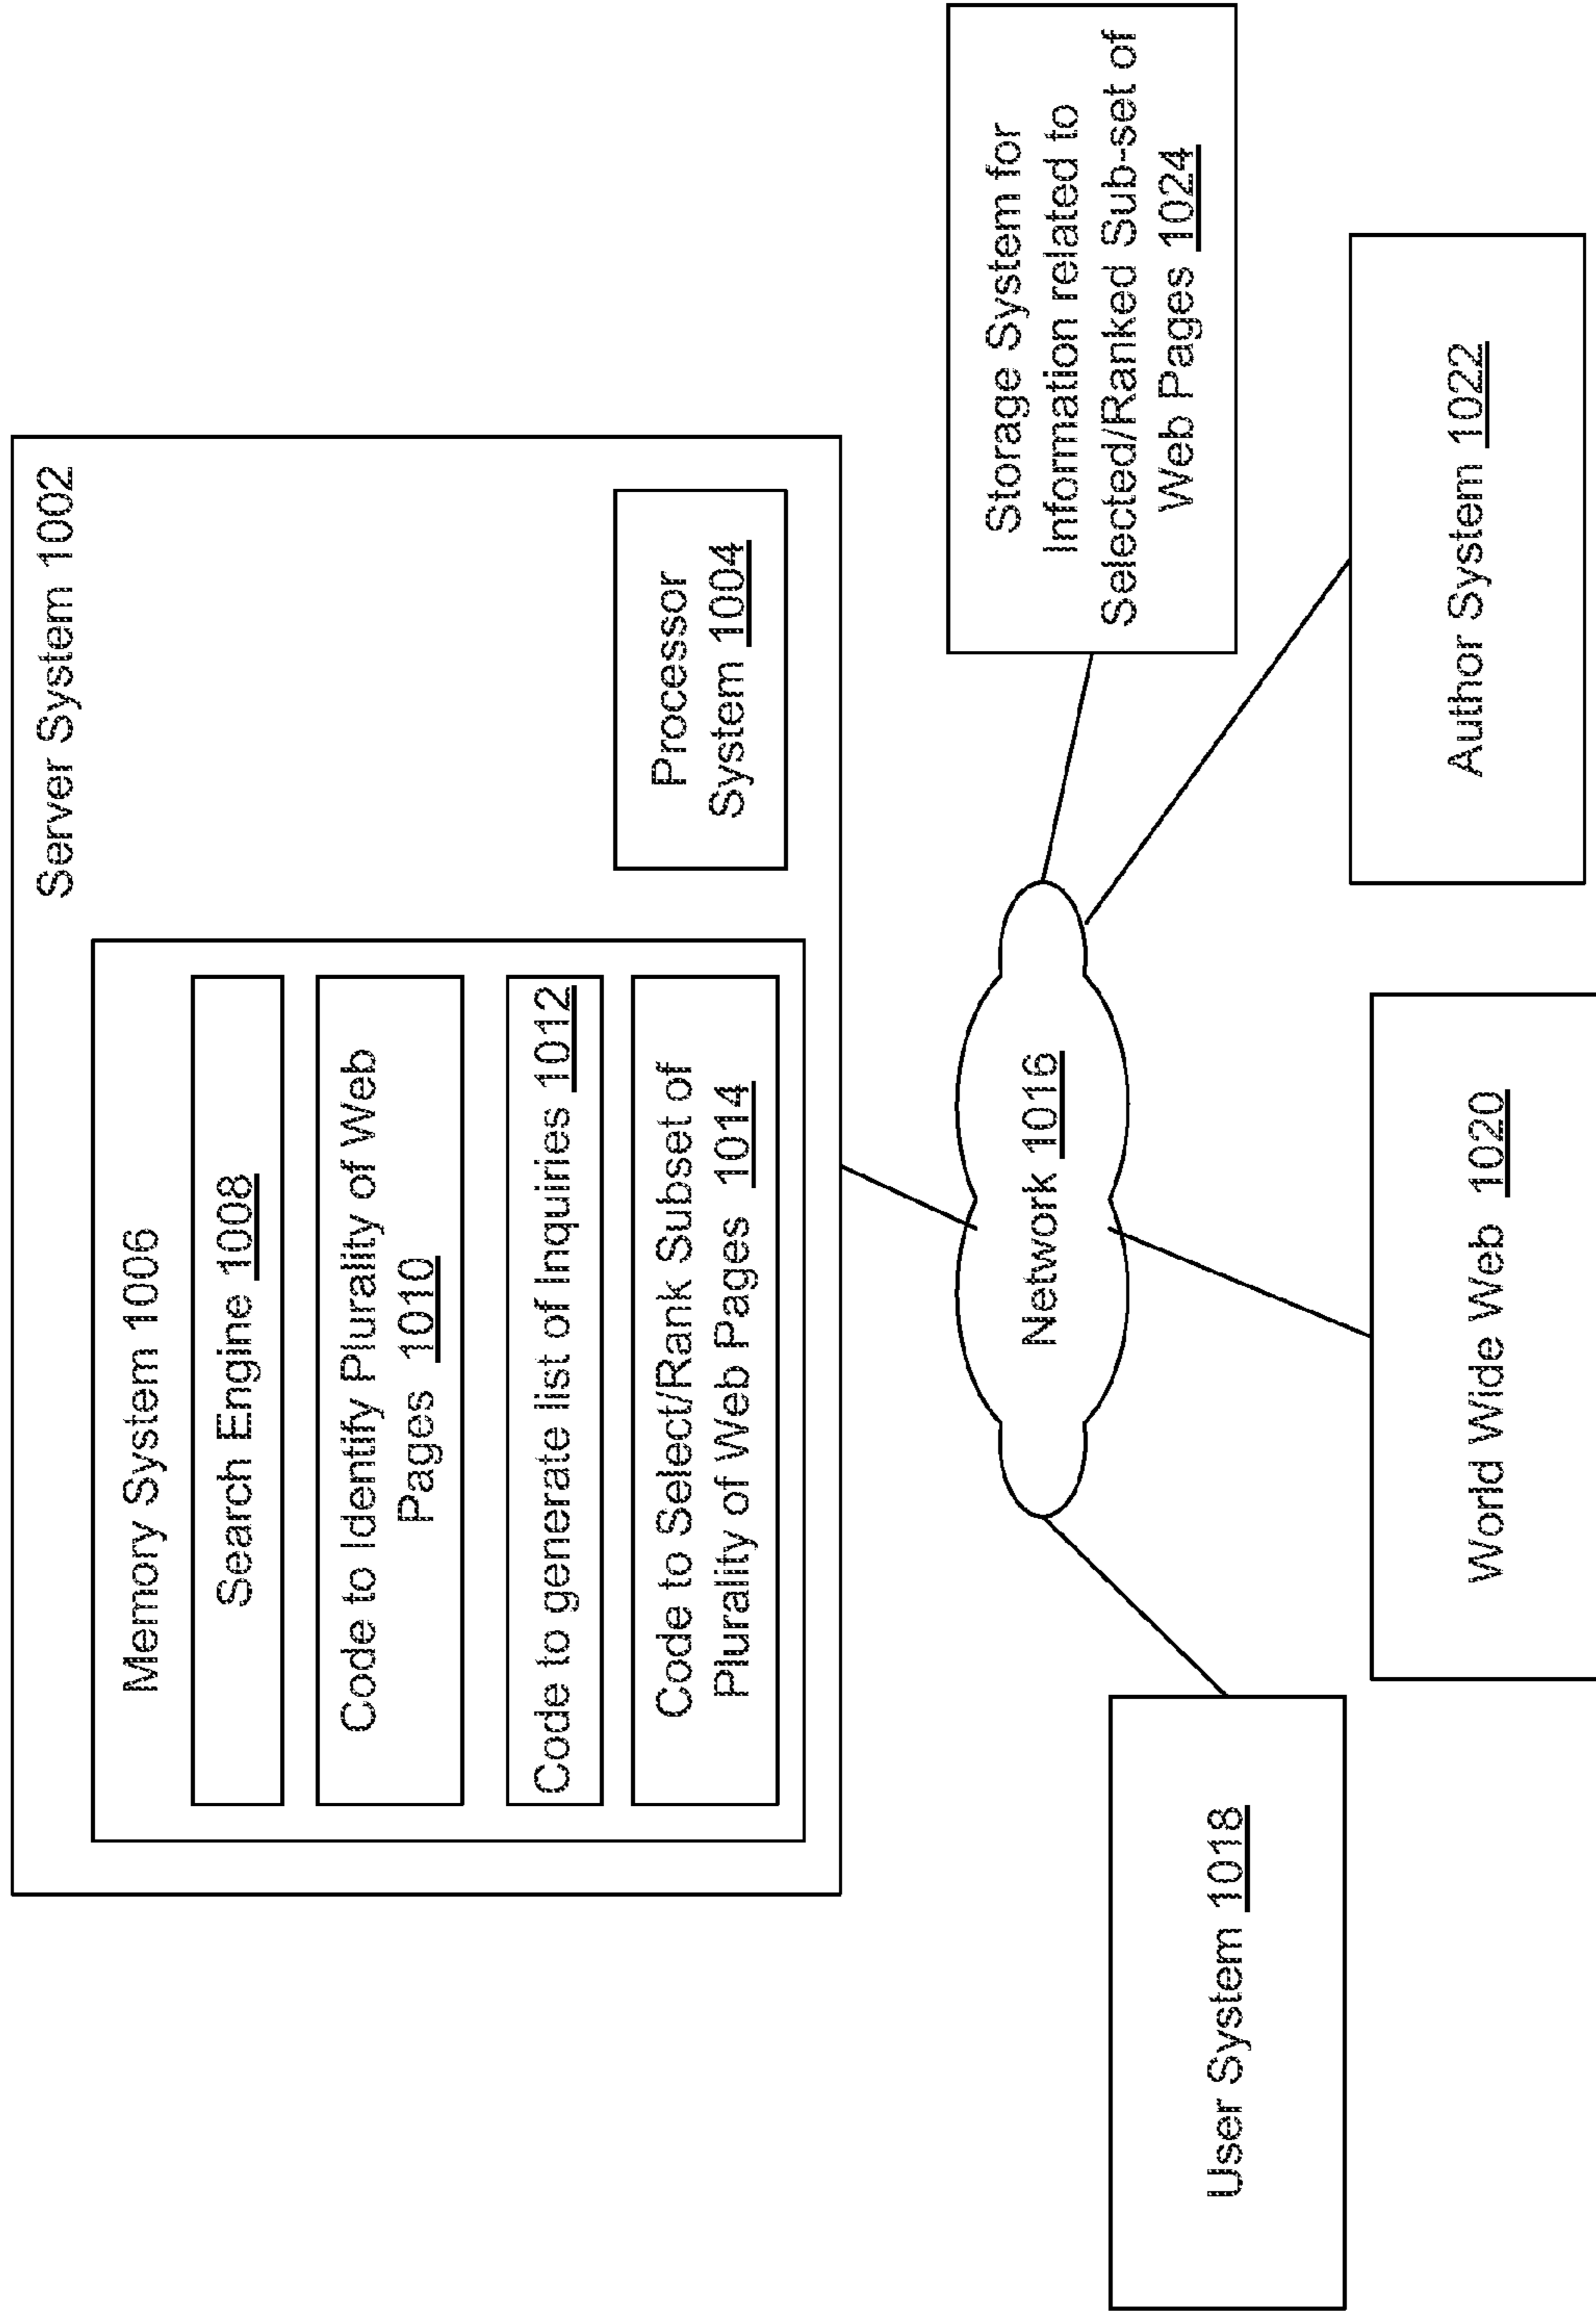 Server System 1002
Memory System 1006
Search Engine 1008
Code to Identify Plurality of Web
Pages 1010
Code to generate list of Inquiries 1012
Code to Select/Rank Subset of
Plurality of Web Pages 1014
Processor
System 1004
Network 1016
Storage System for
Information related to
Selected/Ranked Sub-set of
Web Pages 1024
User System 1018
World Wide Web 1020
Author System 1022